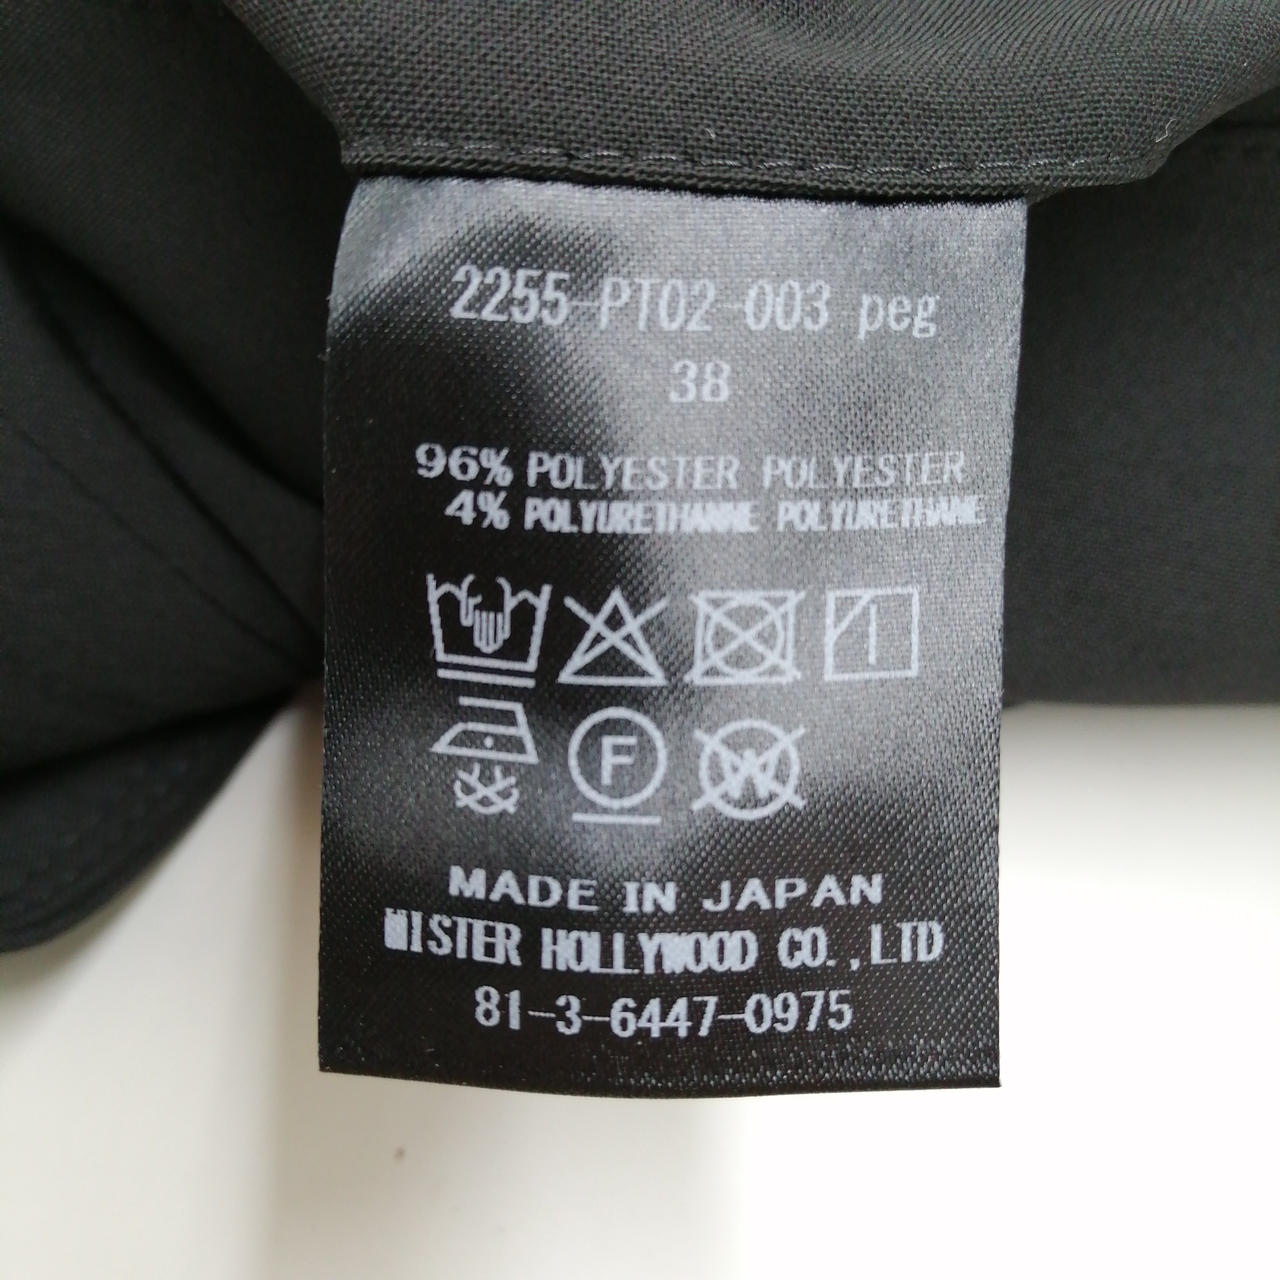 2255-PT02-003 peg
38
96% POLYESTER POLYESTER
4% POLYURETHANNE POLYURETHANE
F
W
MADE IN JAPAN
MISTER HOLLYWOOD CO.,LTD
81-3-6447-0975